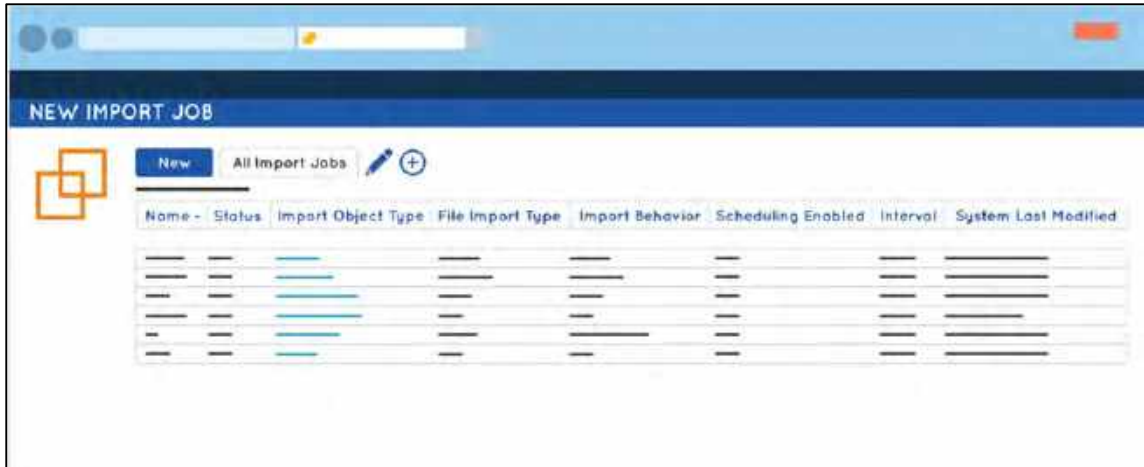 NEW IMPORT JOB
New All Import Jobs
Name Status Import Object Type File Import Type Import Behavior Scheduling Enabled Interval System Last Modified